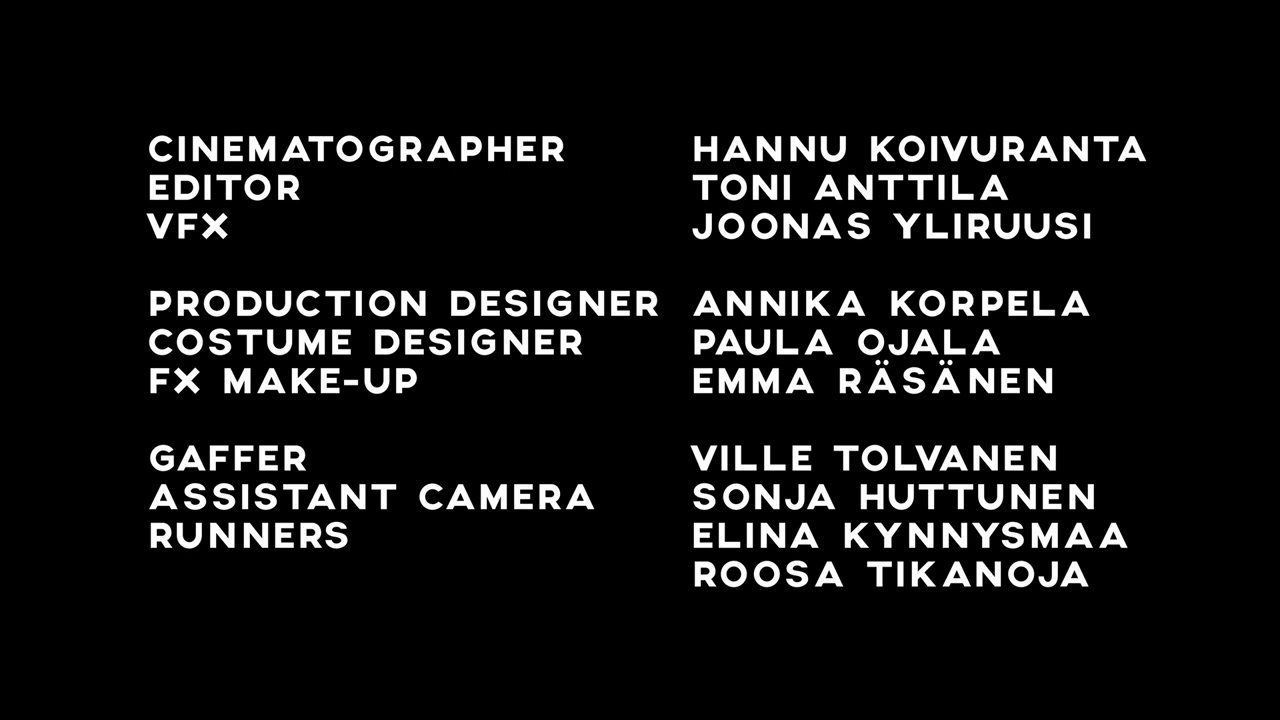 CINEMATOGRAPHER HANNU KOIVURANTA
EDITOR TONI ANTTILA
VFX JOONAS YLIRUUSI
PRODUCTION DESIGNER ANNIKA KORPELA
COSTUME DESIGNER PAULA OJALA
FX MAKE-UP EMMA RÄSÄNEN
GAFFER VILLE TOLVANEN
ASSISTANT CAMERA SONJA HUTTUNEN
RUNNERS ELINA KYNNYSMAA
ROOSA TIKANOJA